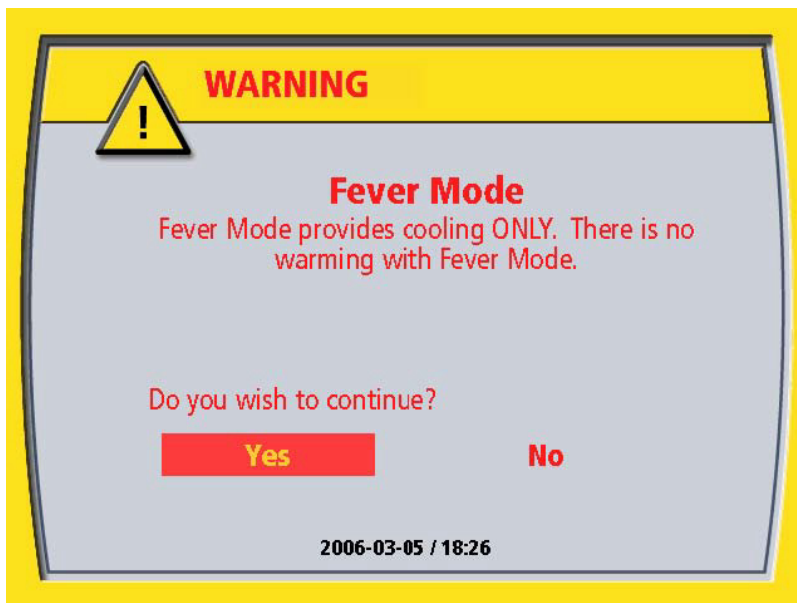 WARNING
!
Fever Mode
Fever Mode provides cooling ONLY. There is no
warming with Fever Mode.
Do you wish to continue?
Yes No
2006-03-05 / 18:26